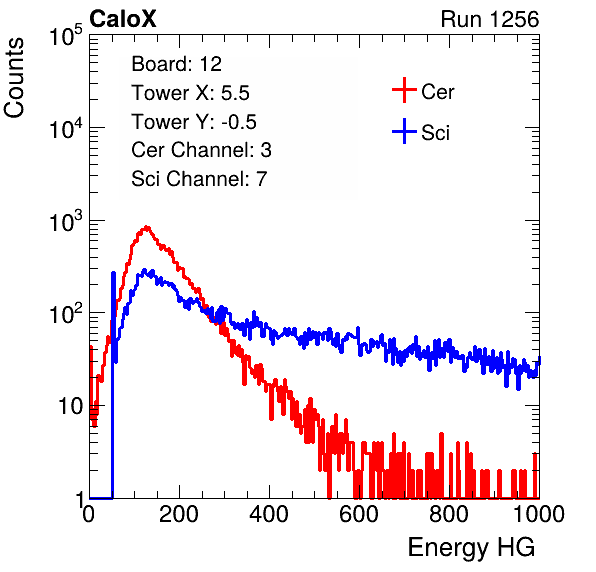 CaloX Run 1256
Counts
10^5
10^4
10^3
10^2
10
1
Board: 12
Tower X: 5.5
Tower Y: -0.5
Cer Channel: 3
Sci Channel: 7
Cer
Sci
0 200 400 600 800 1000
Energy HG